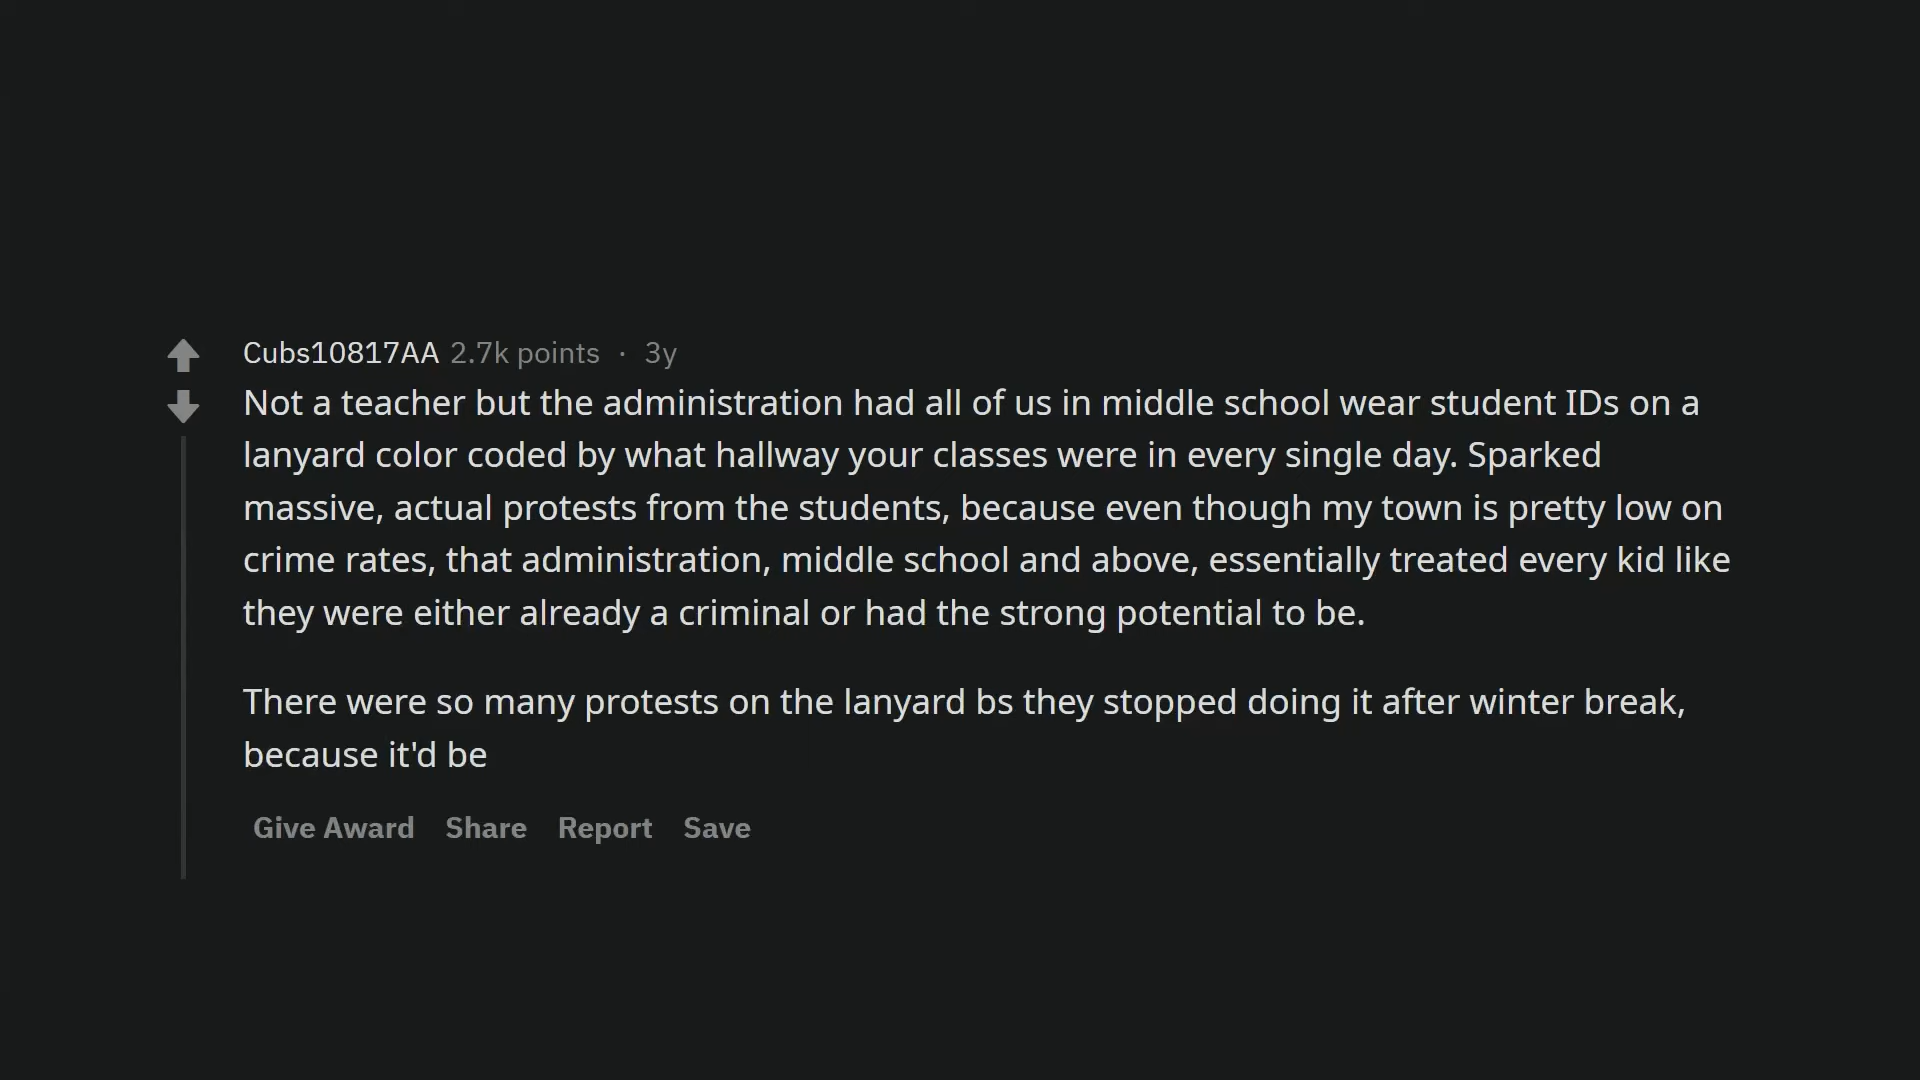 Cubs10817AA 2.7k points · 3y
Not a teacher but the administration had all of us in middle school wear student IDs on a
lanyard color coded by what hallway your classes were in every single day. Sparked
massive, actual protests from the students, because even though my town is pretty low on
crime rates, that administration, middle school and above, essentially treated every kid like
they were either already a criminal or had the strong potential to be.
There were so many protests on the lanyard bs they stopped doing it after winter break,
because it'd be
Give Award Share Report Save